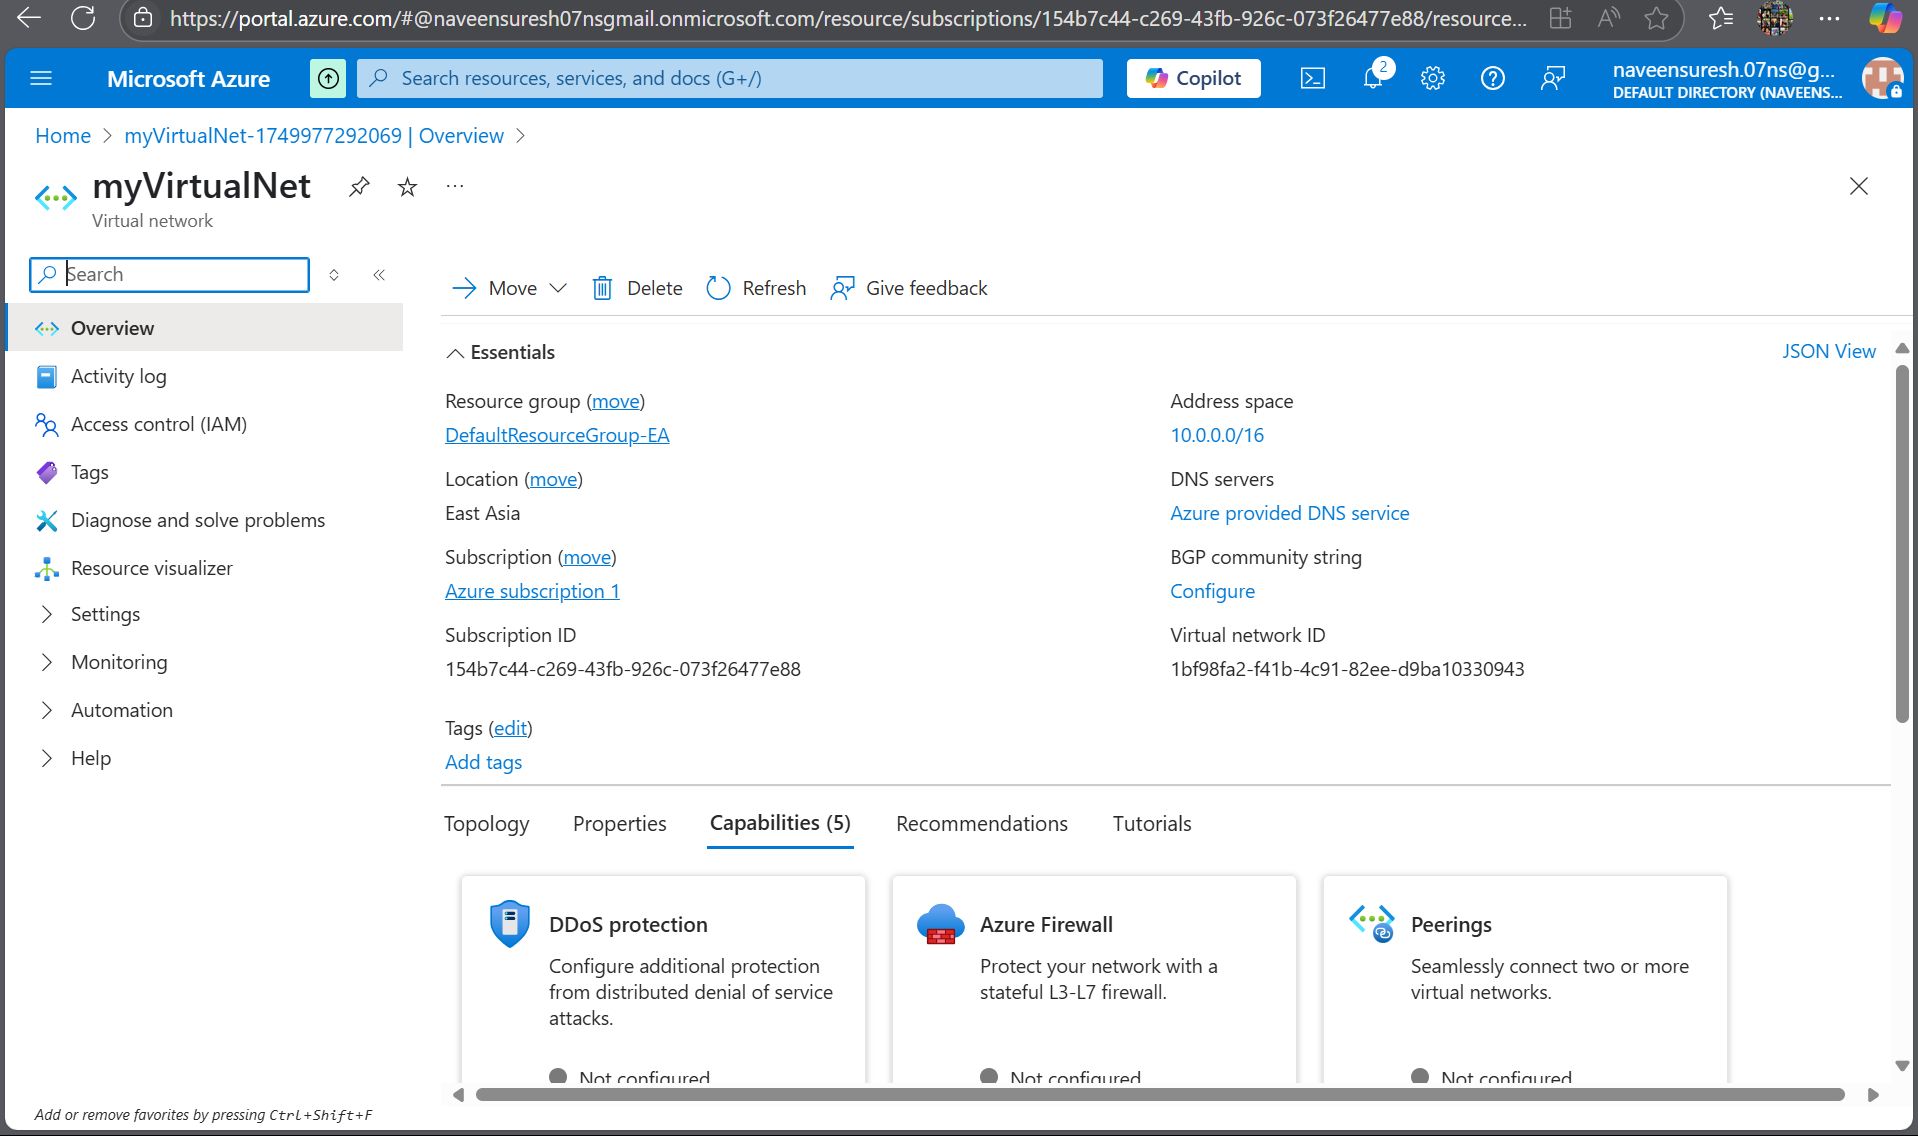 https://portal.azure.com/#@naveensuresh07nsgmail.onmicrosoft.com/resource/subscriptions/154b7c44-c269-43fb-926c-073f26477e88/resource...
Microsoft Azure
Search resources, services, and docs (G+/)
Copilot
2
naveensuresh.07ns@g...
DEFAULT DIRECTORY (NAVEENS...
Home > myVirtualNet-1749977292069 | Overview >
myVirtualNet
Virtual network
Search
Overview
Activity log
Access control (IAM)
Tags
Diagnose and solve problems
Resource visualizer
Settings
Monitoring
Automation
Help
Add or remove favorites by pressing Ctrl+Shift+F
Move
Delete
Refresh
Give feedback
Essentials
JSON View
Resource group (move)
DefaultResourceGroup-EA
Location (move)
East Asia
Subscription (move)
Azure subscription 1
Subscription ID
154b7c44-c269-43fb-926c-073f26477e88
Address space
10.0.0.0/16
DNS servers
Azure provided DNS service
BGP community string
Configure
Virtual network ID
1bf98fa2-f41b-4c91-82ee-d9ba10330943
Tags (edit)
Add tags
Topology
Properties
Capabilities (5)
Recommendations
Tutorials
DDoS protection
Configure additional protection
from distributed denial of service
attacks.
Not configured
Azure Firewall
Protect your network with a
stateful L3-L7 firewall.
Not configured
Peerings
Seamlessly connect two or more
virtual networks.
Not configured